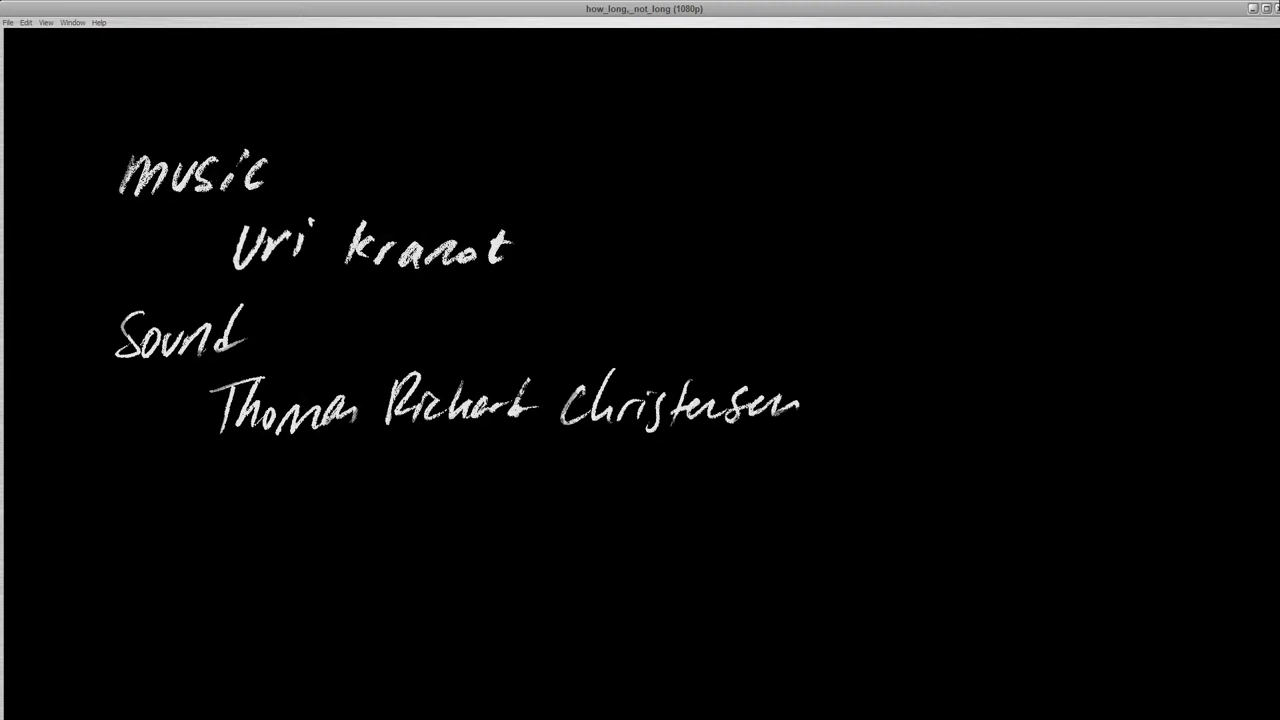 how_long,_not_long (1080p)
File Edit View Window Help
music
Uri Kranot
Sound
Thomas Richard Christensen